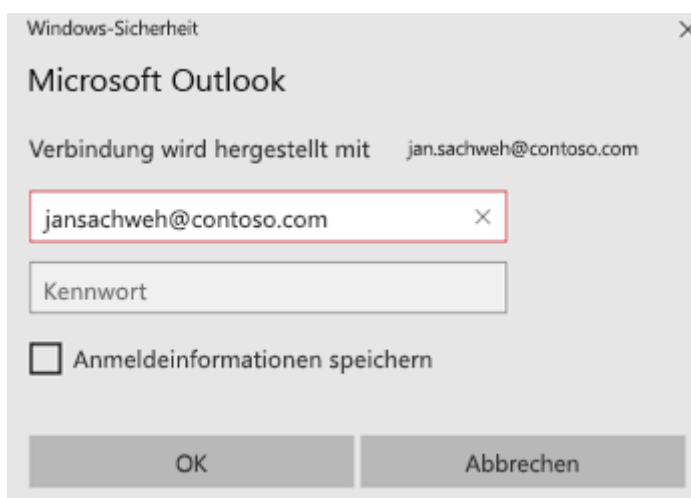 Windows-Sicherheit
Microsoft Outlook
Verbindung wird hergestellt mit jan.sachweh@contoso.com
jansachweh@contoso.com
Kennwort
Anmeldeinformationen speichern
OK Abbrechen